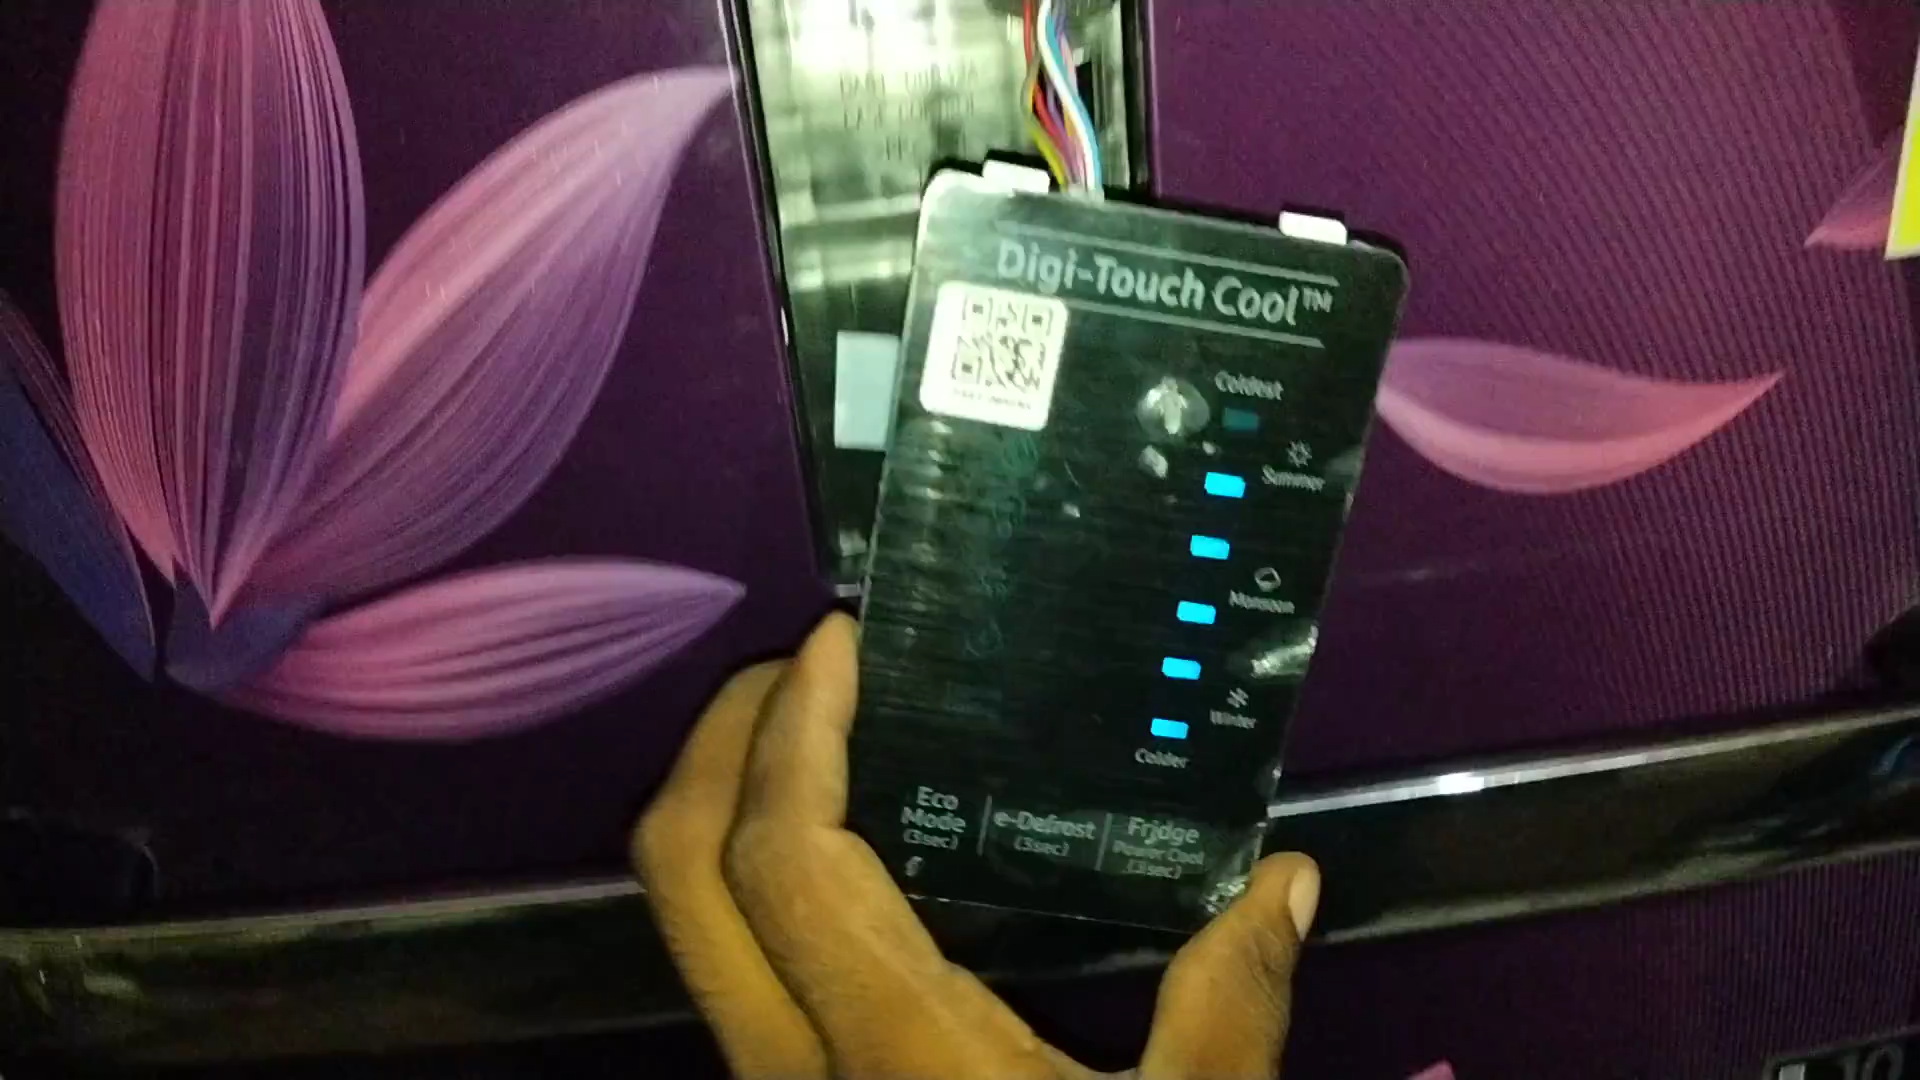 Digi-Touch Cool™
Coldest
Summer
Monsoon
Winter
Colder
Eco
Mode
(3sec)
e-Defrost
(3sec)
Fridge
Power Cool
(3sec)